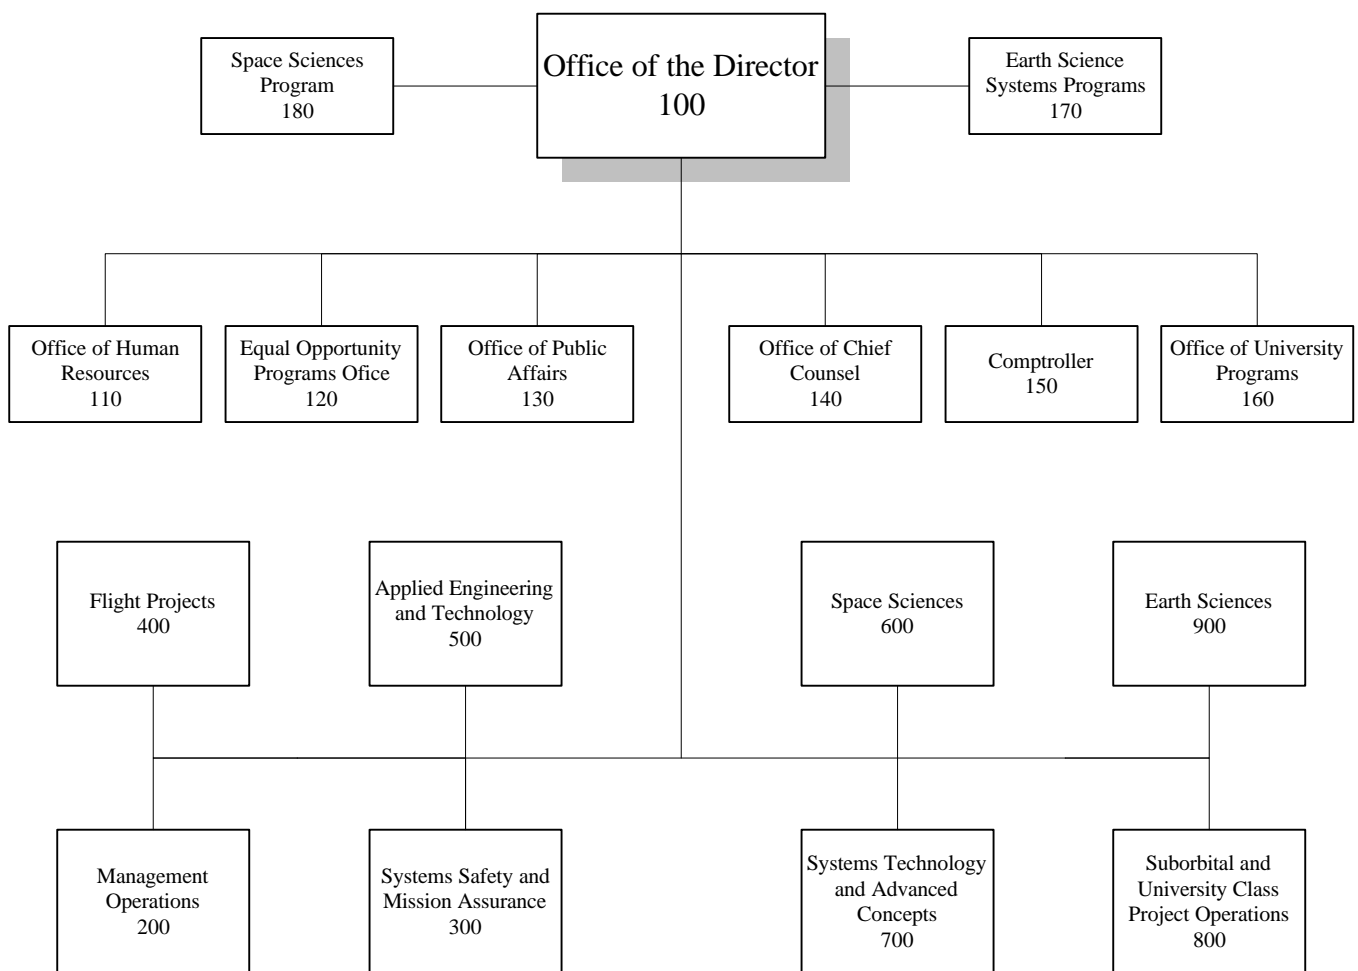 Space Sciences
Program
180
Office of the Director
100
Earth Science
Systems Programs
170
Office of Human
Resources
110
Equal Opportunity
Programs Ofice
120
Office of Public
Affairs
130
Office of Chief
Counsel
140
Comptroller
150
Office of University
Programs
160
Flight Projects
400
Applied Engineering
and Technology
500
Space Sciences
600
Earth Sciences
900
Management
Operations
200
Systems Safety and
Mission Assurance
300
Systems Technology
and Advanced
Concepts
700
Suborbital and
University Class
Project Operations
800